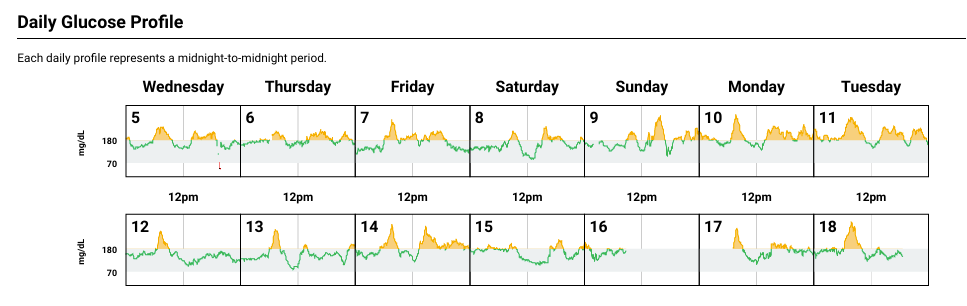 Daily Glucose Profile
Each daily profile represents a midnight-to-midnight period.
Wednesday Thursday Friday Saturday Sunday Monday Tuesday
5 6 7 8 9 10 11
mg/dL
180
70
12pm 12pm 12pm 12pm 12pm 12pm 12pm
12 13 14 15 16 17 18
mg/dL
180
70